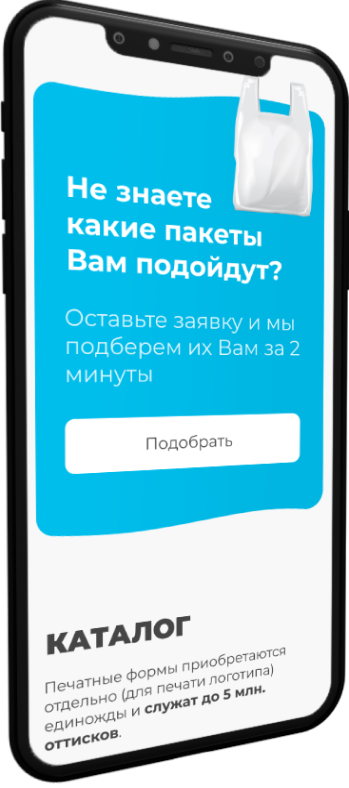 Не знаете
какие пакеты
Вам подойдут?
Оставьте заявку и мы
подберем их Вам за 2
минуты
Подобрать
КАТАЛОГ
Печатные формы приобретаются
отдельно (для печати логотипа)
единожды и служат до 5 млн.
оттисков.